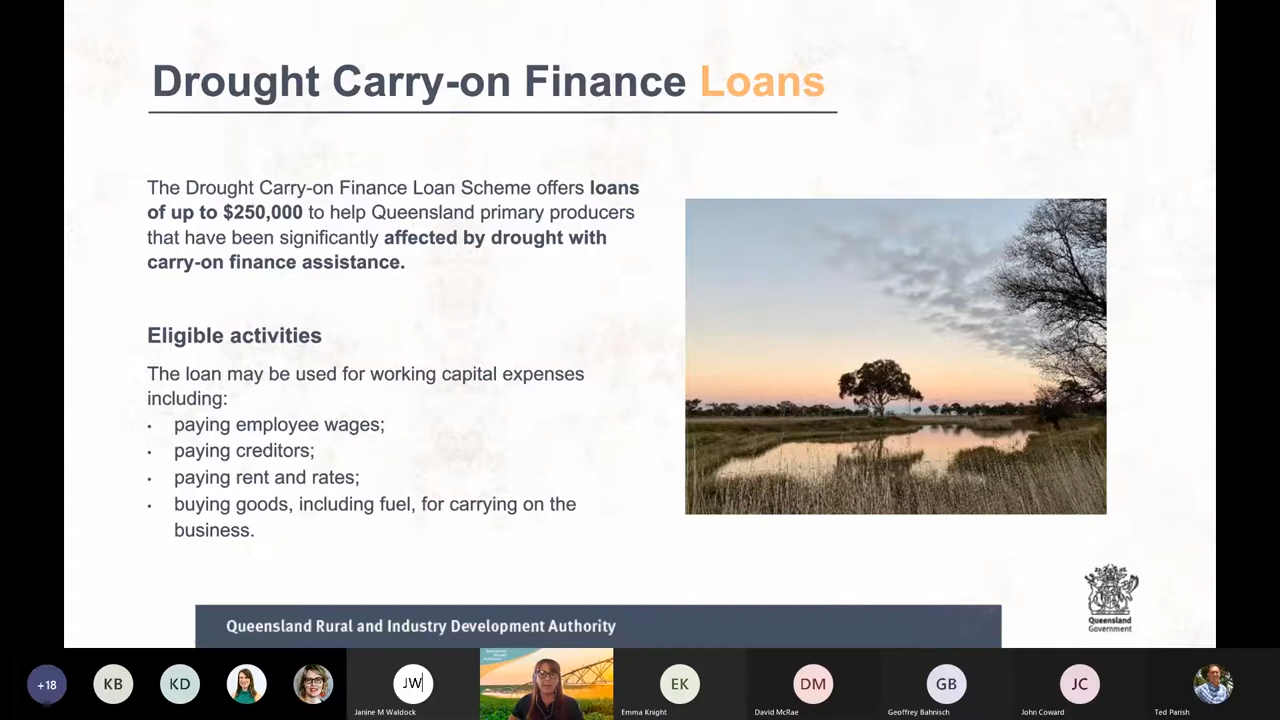 Drought Carry-on Finance Loans
The Drought Carry-on Finance Loan Scheme offers loans
of up to $250,000 to help Queensland primary producers
that have been significantly affected by drought with
carry-on finance assistance.
Eligible activities
The loan may be used for working capital expenses
including:
• paying employee wages;
• paying creditors;
• paying rent and rates;
• buying goods, including fuel, for carrying on the
business.
Queensland Rural and Industry Development Authority
Queensland
Government
+18
KB
KD
JW
EK
DM
GB
JC
Janine M Waldock
Emma Knight
David McRae
Geoffrey Bahnisch
John Coward
Ted Parish